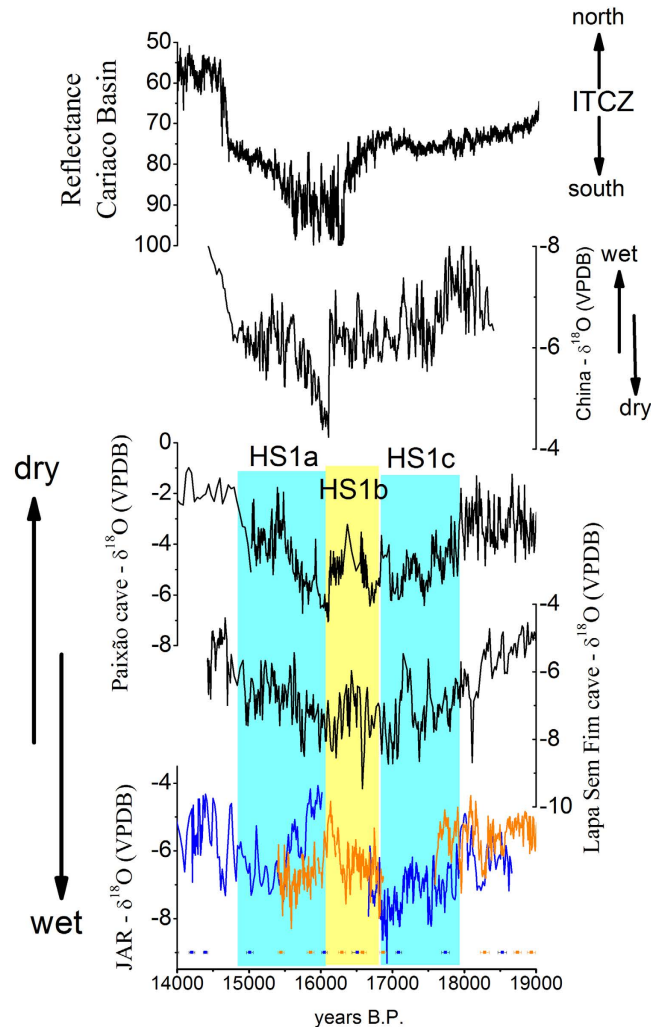 north
ITCZ
south
Reflectance
Cariaco Basin
50
60
70
80
90
100
wet
dry
China - δ¹⁸O (VPDB)
-8
-6
-4
dry
wet
HS1a
HS1b
HS1c
Paixão cave - δ¹⁸O (VPDB)
0
-2
-4
-6
-8
Lapa Sem Fim cave - δ¹⁸O (VPDB)
-4
-6
-8
-10
JAR - δ¹⁸O (VPDB)
-4
-6
-8
14000 15000 16000 17000 18000 19000
years B.P.